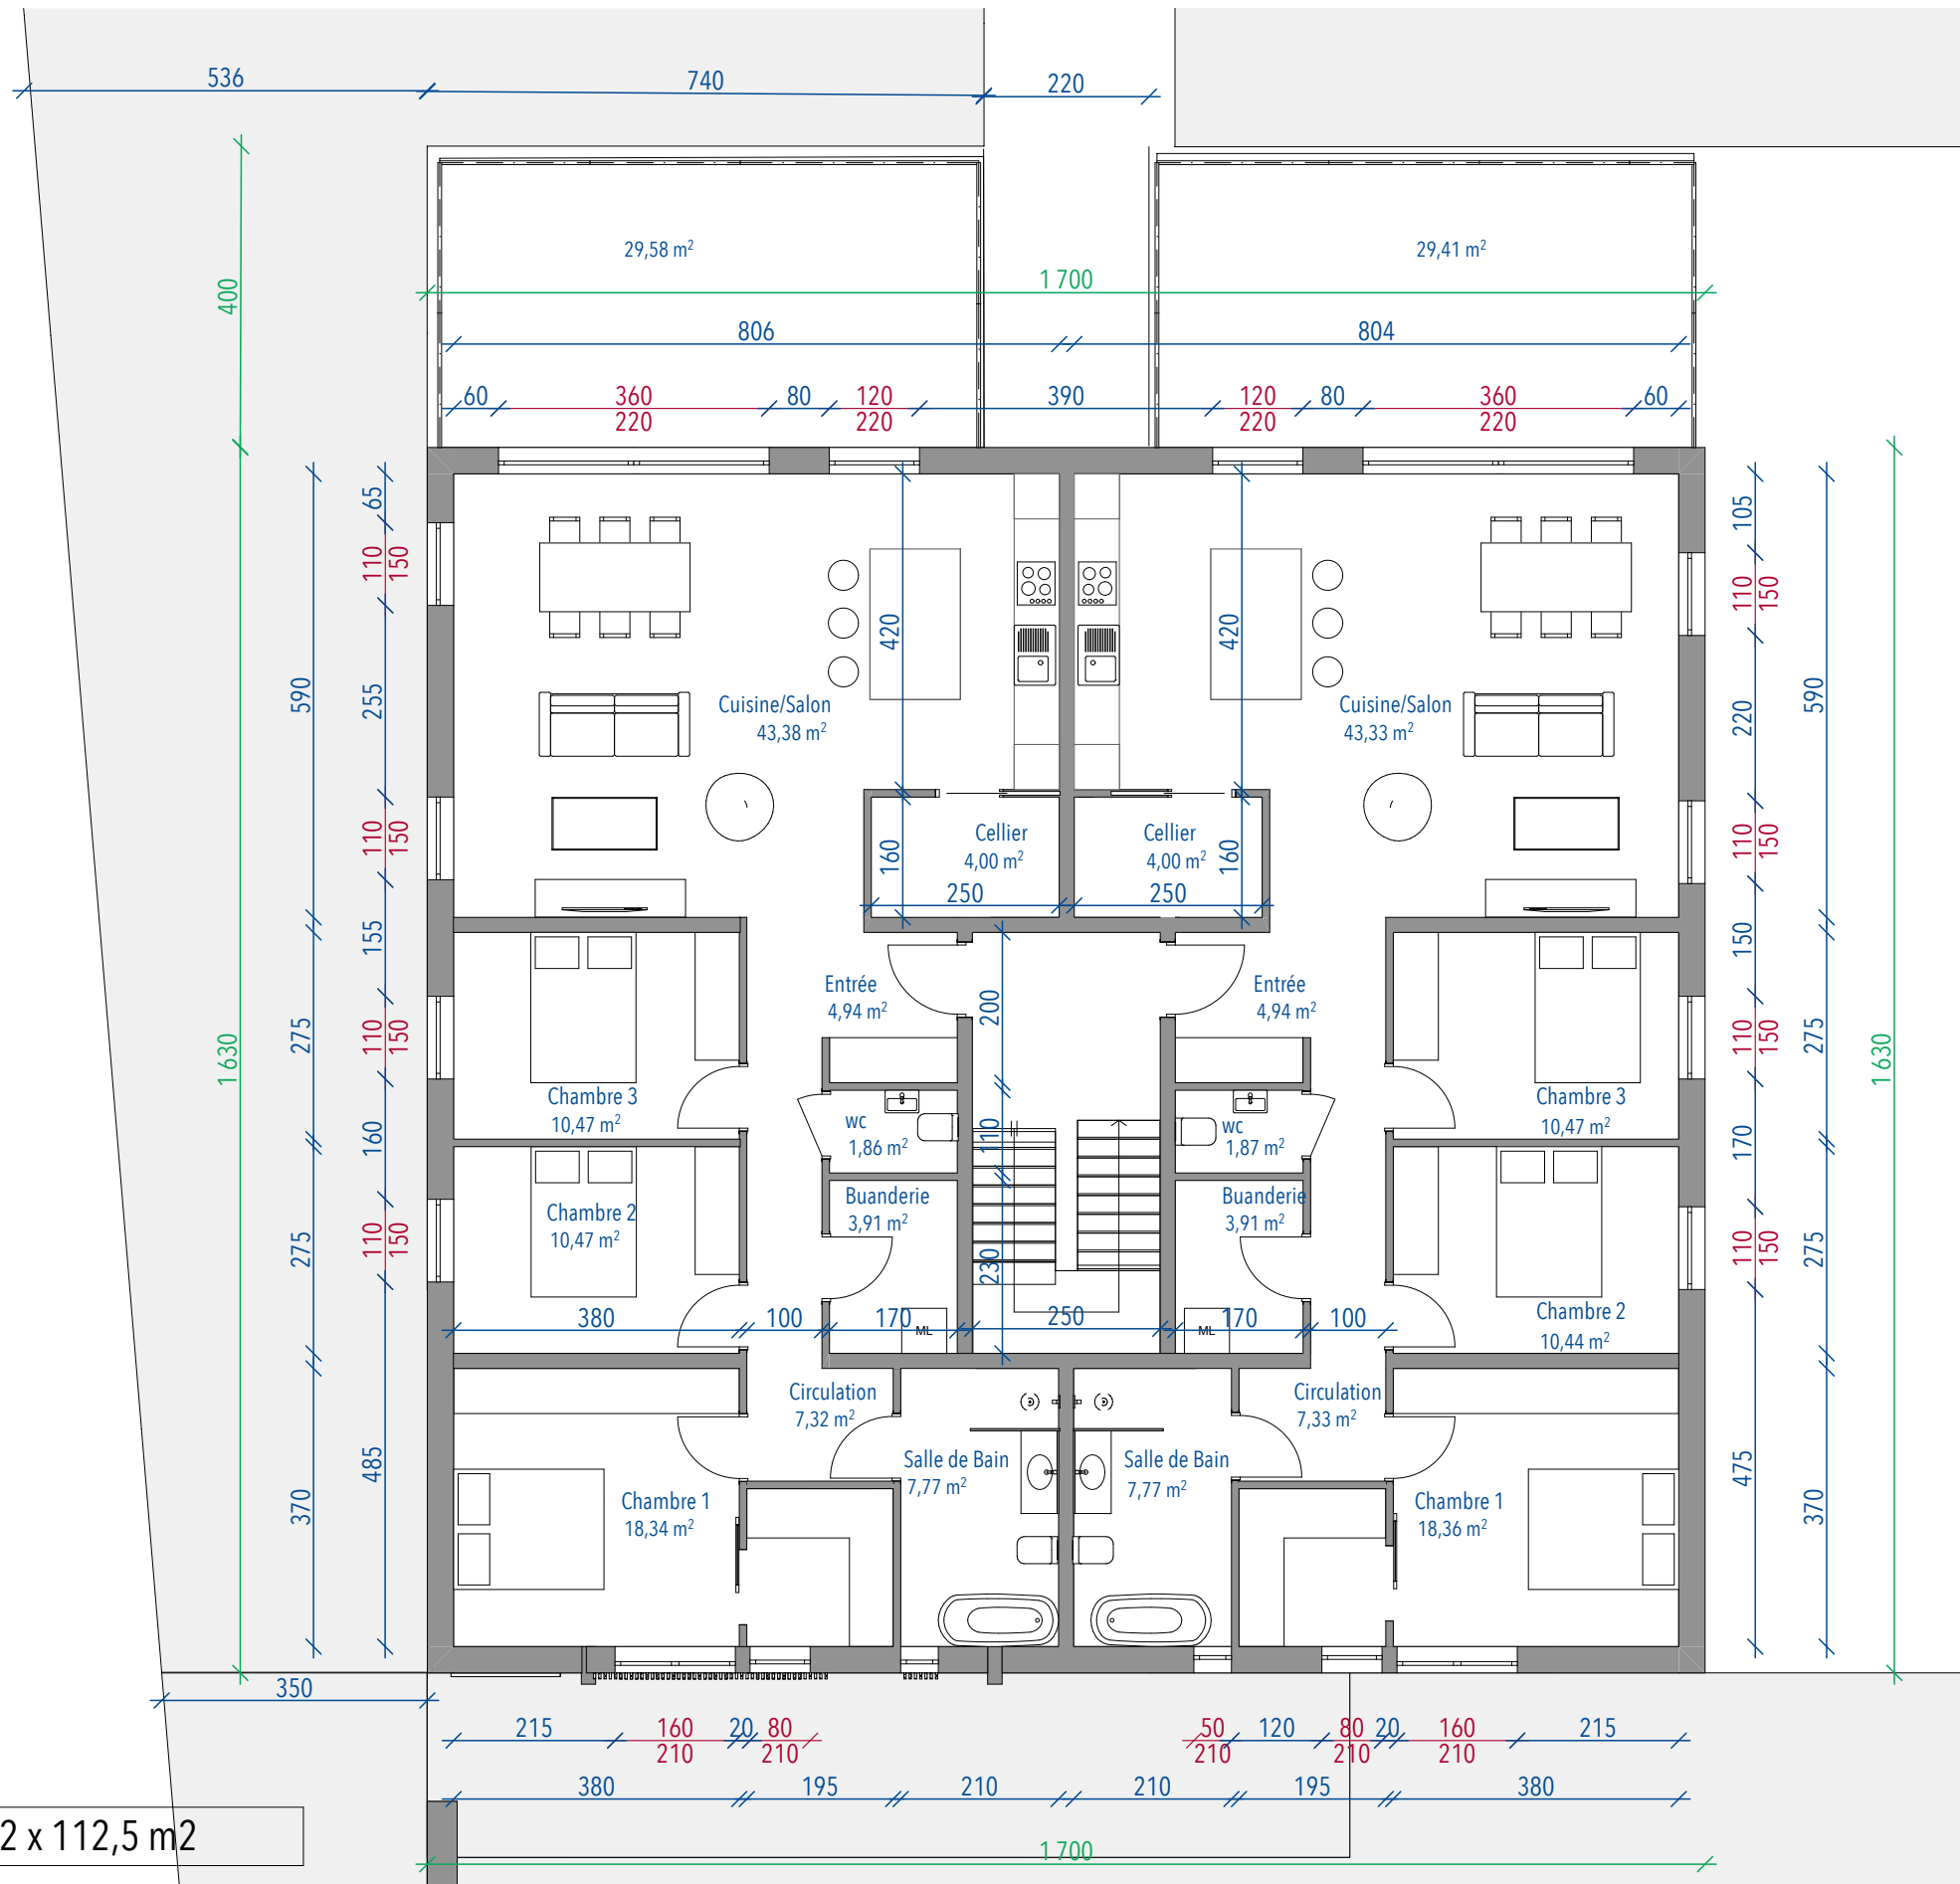 536
740
220
29,58 m²
29,41 m²
400
1 700
806
804
60
360
220
80
120
220
390
120
220
80
360
220
60
65
110
150
255
110
150
155
110
150
160
110
150
485
590
275
275
370
1 630
420
420
Cuisine/Salon
43,38 m²
Cuisine/Salon
43,33 m²
160
Cellier
4,00 m²
250
Cellier
4,00 m²
160
250
105
110
150
220
110
150
150
110
150
170
110
150
475
590
275
275
370
1 630
Entrée
4,94 m²
200
Entrée
4,94 m²
Chambre 3
10,47 m²
wc
1,86 m²
110
wc
1,87 m²
Chambre 3
10,47 m²
Chambre 2
10,47 m²
Buanderie
3,91 m²
230
Buanderie
3,91 m²
Chambre 2
10,44 m²
380
100
170
ML
250
170
ML
100
Circulation
7,32 m²
Circulation
7,33 m²
Salle de Bain
7,77 m²
Salle de Bain
7,77 m²
Chambre 1
18,34 m²
Chambre 1
18,36 m²
350
215
160
210
20
80
210
50
210
120
80
210
20
160
210
215
380
195
210
210
195
380
2 x 112,5 m2
1 700